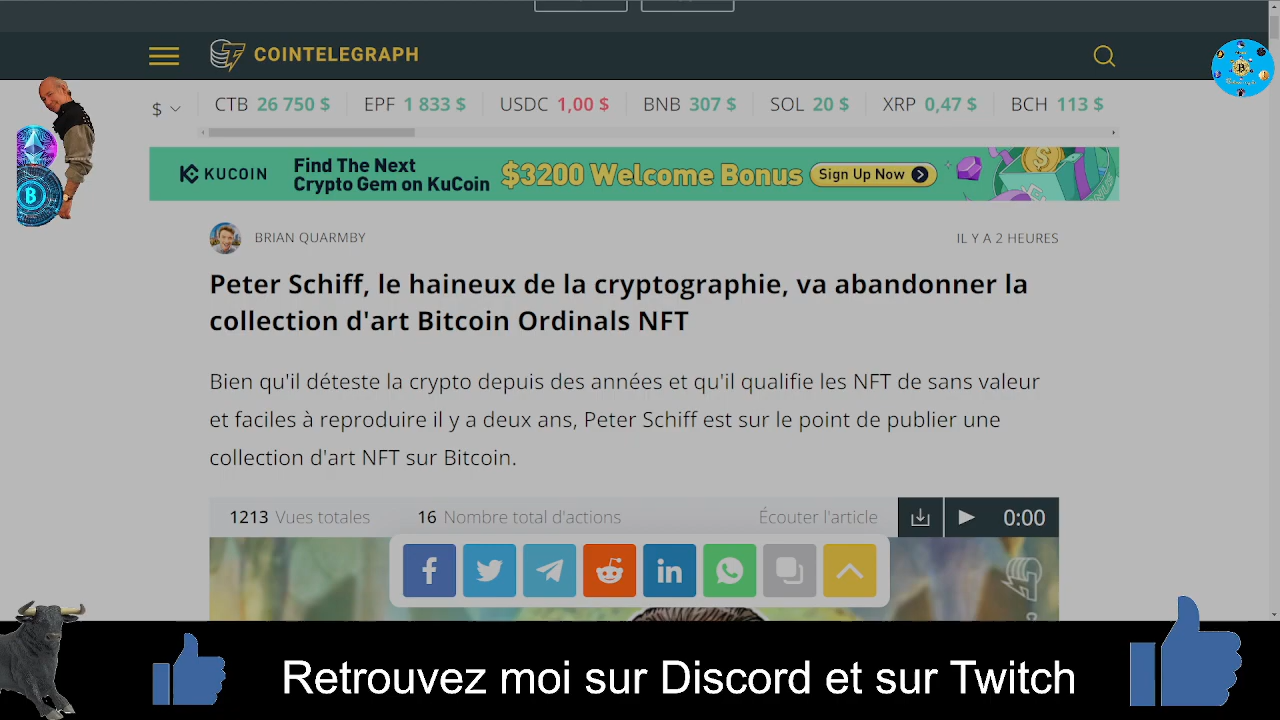 COINTELEGRAPH
$ CTB 26 750 $ EPF 1 833 $ USDC 1,00 $ BNB 307 $ SOL 20 $ XRP 0,47 $ BCH 113 $
KUCOIN Find The Next $3200 Welcome Bonus Sign Up Now
Crypto Gem on KuCoin
BRIAN QUARMBY IL Y A 2 HEURES
Peter Schiff, le haineux de la cryptographie, va abandonner la
collection d'art Bitcoin Ordinals NFT
Bien qu'il déteste la crypto depuis des années et qu'il qualifie les NFT de sans valeur
et faciles à reproduire il y a deux ans, Peter Schiff est sur le point de publier une
collection d'art NFT sur Bitcoin.
1213 Vues totales 16 Nombre total d'actions Écouter l'article 0:00
Retrouvez moi sur Discord et sur Twitch